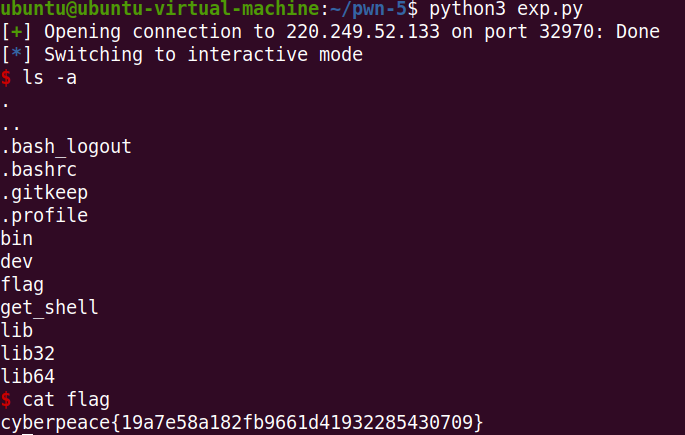 ubuntu@ubuntu-virtual-machine:~/pwn-5$ python3 exp.py
[+] Opening connection to 220.249.52.133 on port 32970: Done
[*] Switching to interactive mode
$ ls -a
.
..
.bash_logout
.bashrc
.gitkeep
.profile
bin
dev
flag
get_shell
lib
lib32
lib64
$ cat flag
cyberpeace{19a7e58a182fb9661d41932285430709}